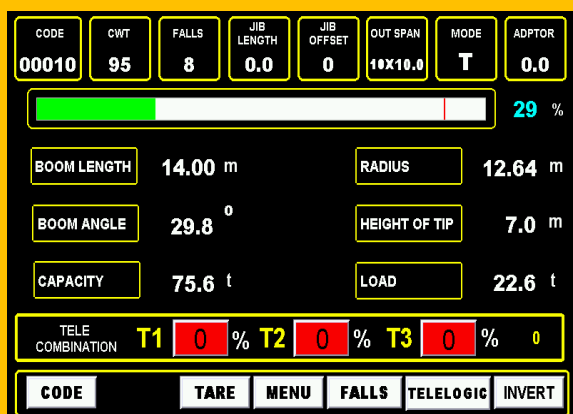 CODE CWT FALLS JIB LENGTH JIB OFFSET OUT SPAN MODE ADPTOR
00010 95 8 0.0 0 10X10.0 T 0.0
29 %
BOOM LENGTH 14.00 m RADIUS 12.64 m
BOOM ANGLE 29.8 o HEIGHT OF TIP 7.0 m
CAPACITY 75.6 t LOAD 22.6 t
TELE COMBINATION T1 0 % T2 0 % T3 0 % 0
CODE TARE MENU FALLS TELELOGIC INVERT